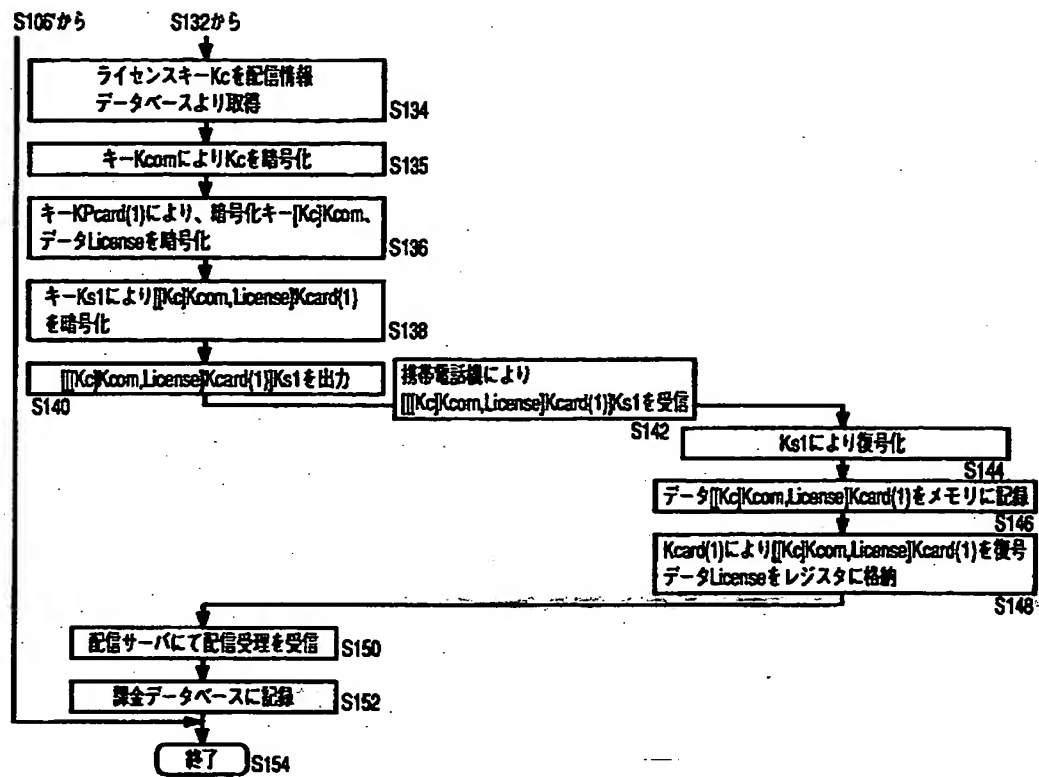 S106から
S132から
ライセンスキーKcを配信情報
データベースより取得
S134
キーKcomによりKcを暗号化
S135
キーKPcard(1)により、暗号化キー[Kc]Kcom、
データLicenseを暗号化
S136
キーKs1により[[Kc]Kcom,License]Kcard(1)
を暗号化
S138
[[[Kc]Kcom,License]Kcard(1)]Ks1を出力
S140
携帯電話機により
[[[Kc]Kcom,License]Kcard(1)]Ks1を受信
S142
Ks1により復号化
S144
データ[[Kc]Kcom,License]Kcard(1)をメモリに記録
S146
Kcard(1)により[[Kc]Kcom,License]Kcard(1)を復号
データLicenseをレジスタに格納
S148
配信サーバにて配信受理を受信
S150
課金データベースに記録
S152
終了
S154